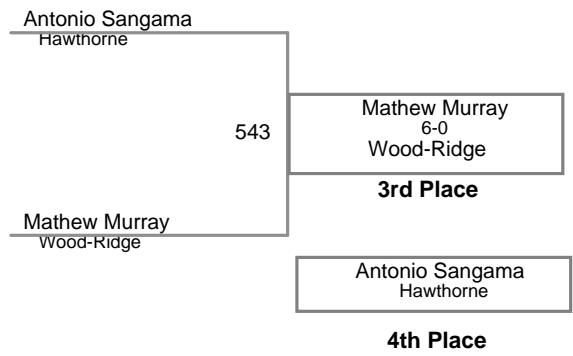 Antonio Sangama
Hawthorne
543
Mathew Murray
6-0
Wood-Ridge
3rd Place
Mathew Murray
Wood-Ridge
Antonio Sangama
Hawthorne
4th Place